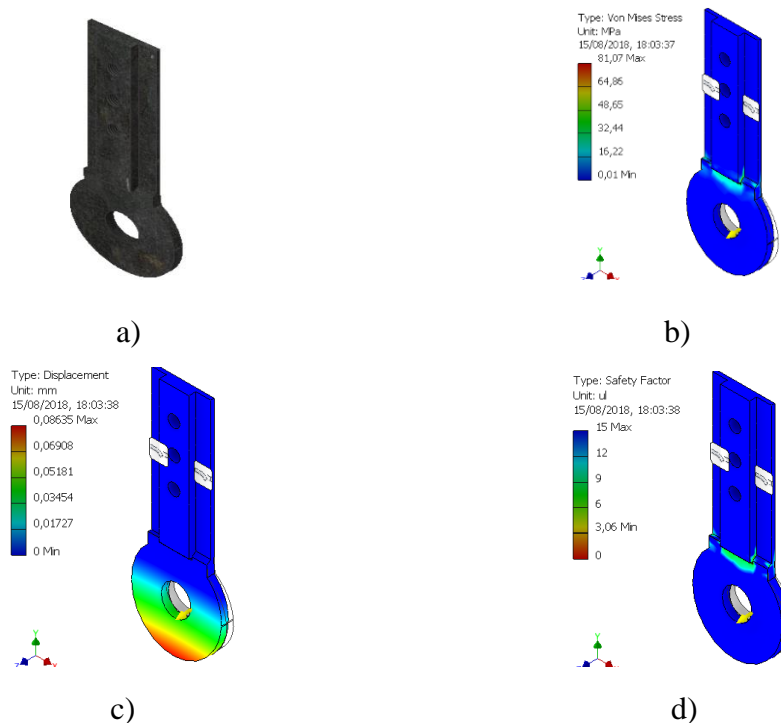 a)
Type: Von Mises Stress
Unit: MPa
15/08/2018, 18:03:37
81,07 Max
64,86
48,65
32,44
16,22
0,01 Min
b)
Type: Displacement
Unit: mm
15/08/2018, 18:03:38
0,08635 Max
0,06908
0,05181
0,03454
0,01727
0 Min
c)
Type: Safety Factor
Unit: ul
15/08/2018, 18:03:38
15 Max
12
9
6
3,06 Min
0
d)